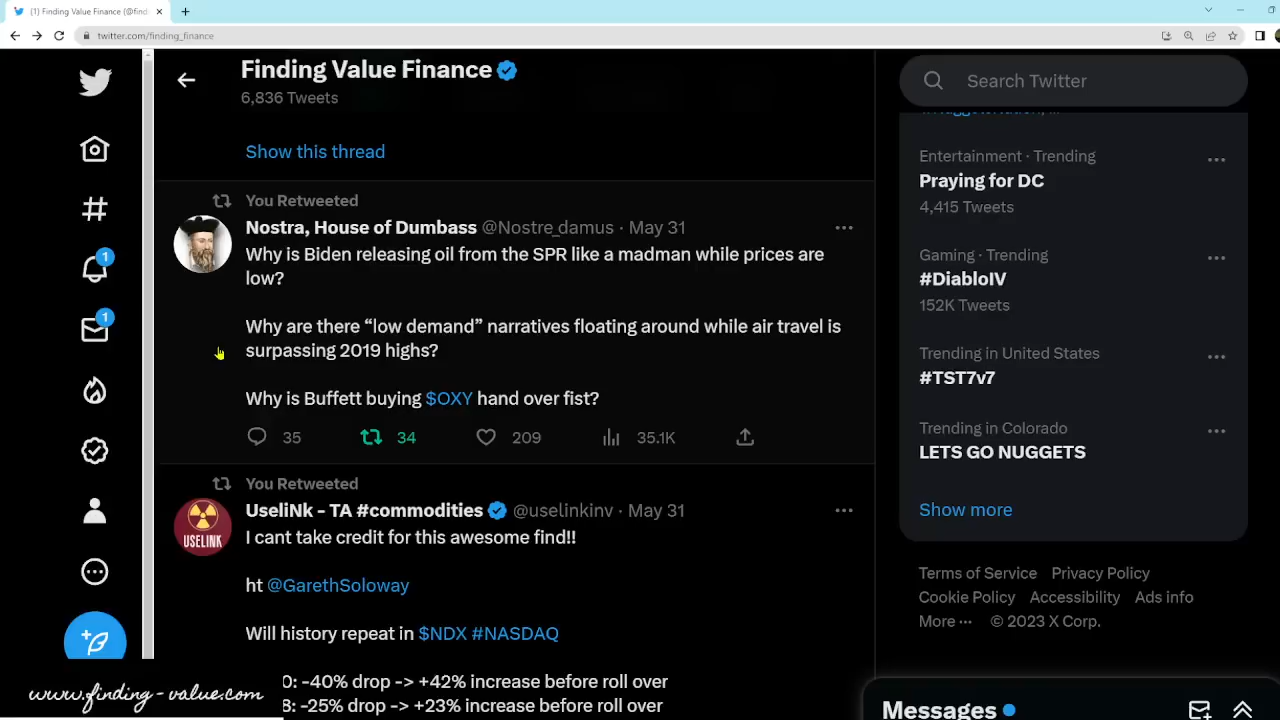 (1) Finding Value Finance (@find
twitter.com/finding_finance
Finding Value Finance
6,836 Tweets
Show this thread
You Retweeted
Nostra, House of Dumbass @Nostre_damus · May 31
Why is Biden releasing oil from the SPR like a madman while prices are
low?
Why are there “low demand” narratives floating around while air travel is
surpassing 2019 highs?
Why is Buffett buying $OXY hand over fist?
35 34 209 35.1K
You Retweeted
UseliNk - TA #commodities @uselinkinv · May 31
USELINK
I cant take credit for this awesome find!!
ht @GarethSoloway
Will history repeat in $NDX #NASDAQ
0: -40% drop -> +42% increase before roll over
8: -25% drop -> +23% increase before roll over
1
1
www.finding-value.com
Search Twitter
Entertainment · Trending
Praying for DC
4,415 Tweets
Gaming · Trending
#DiabloIV
152K Tweets
Trending in United States
#TST7v7
Trending in Colorado
LETS GO NUGGETS
Show more
Terms of Service Privacy Policy
Cookie Policy Accessibility Ads info
More ··· © 2023 X Corp.
Messages